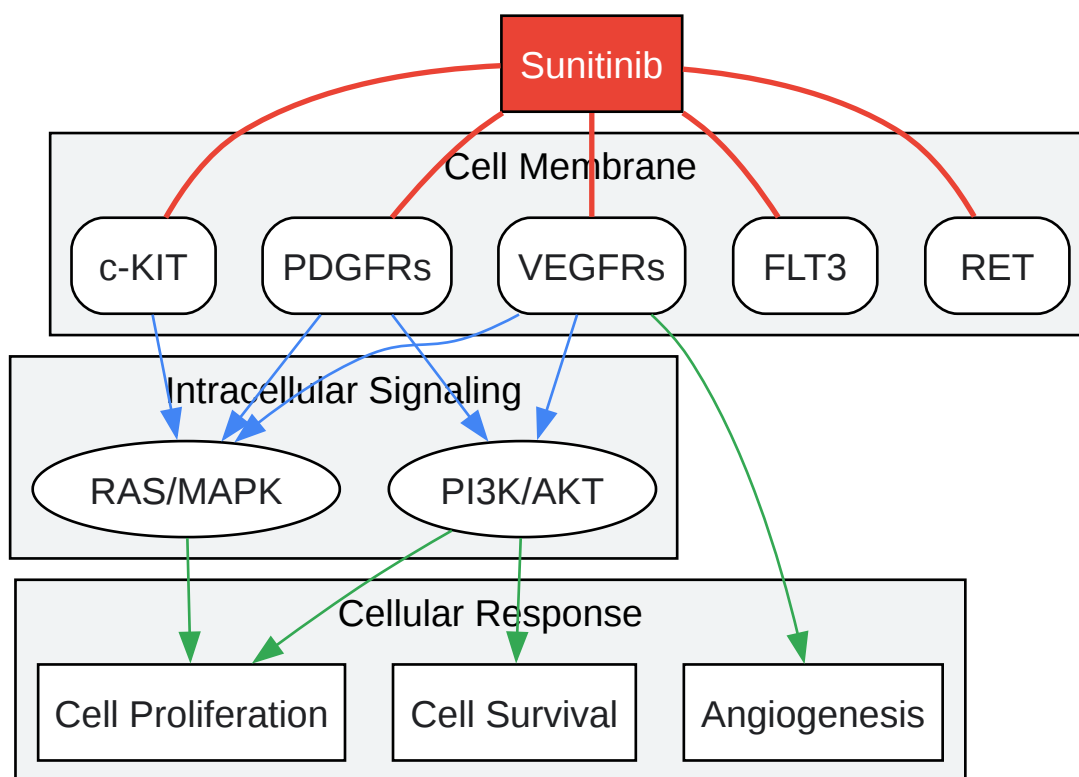 Sunitinib
Cell Membrane
c-KIT
PDGFRs
VEGFRs
FLT3
RET
Intracellular Signaling
RAS/MAPK
PI3K/AKT
Cellular Response
Cell Proliferation
Cell Survival
Angiogenesis